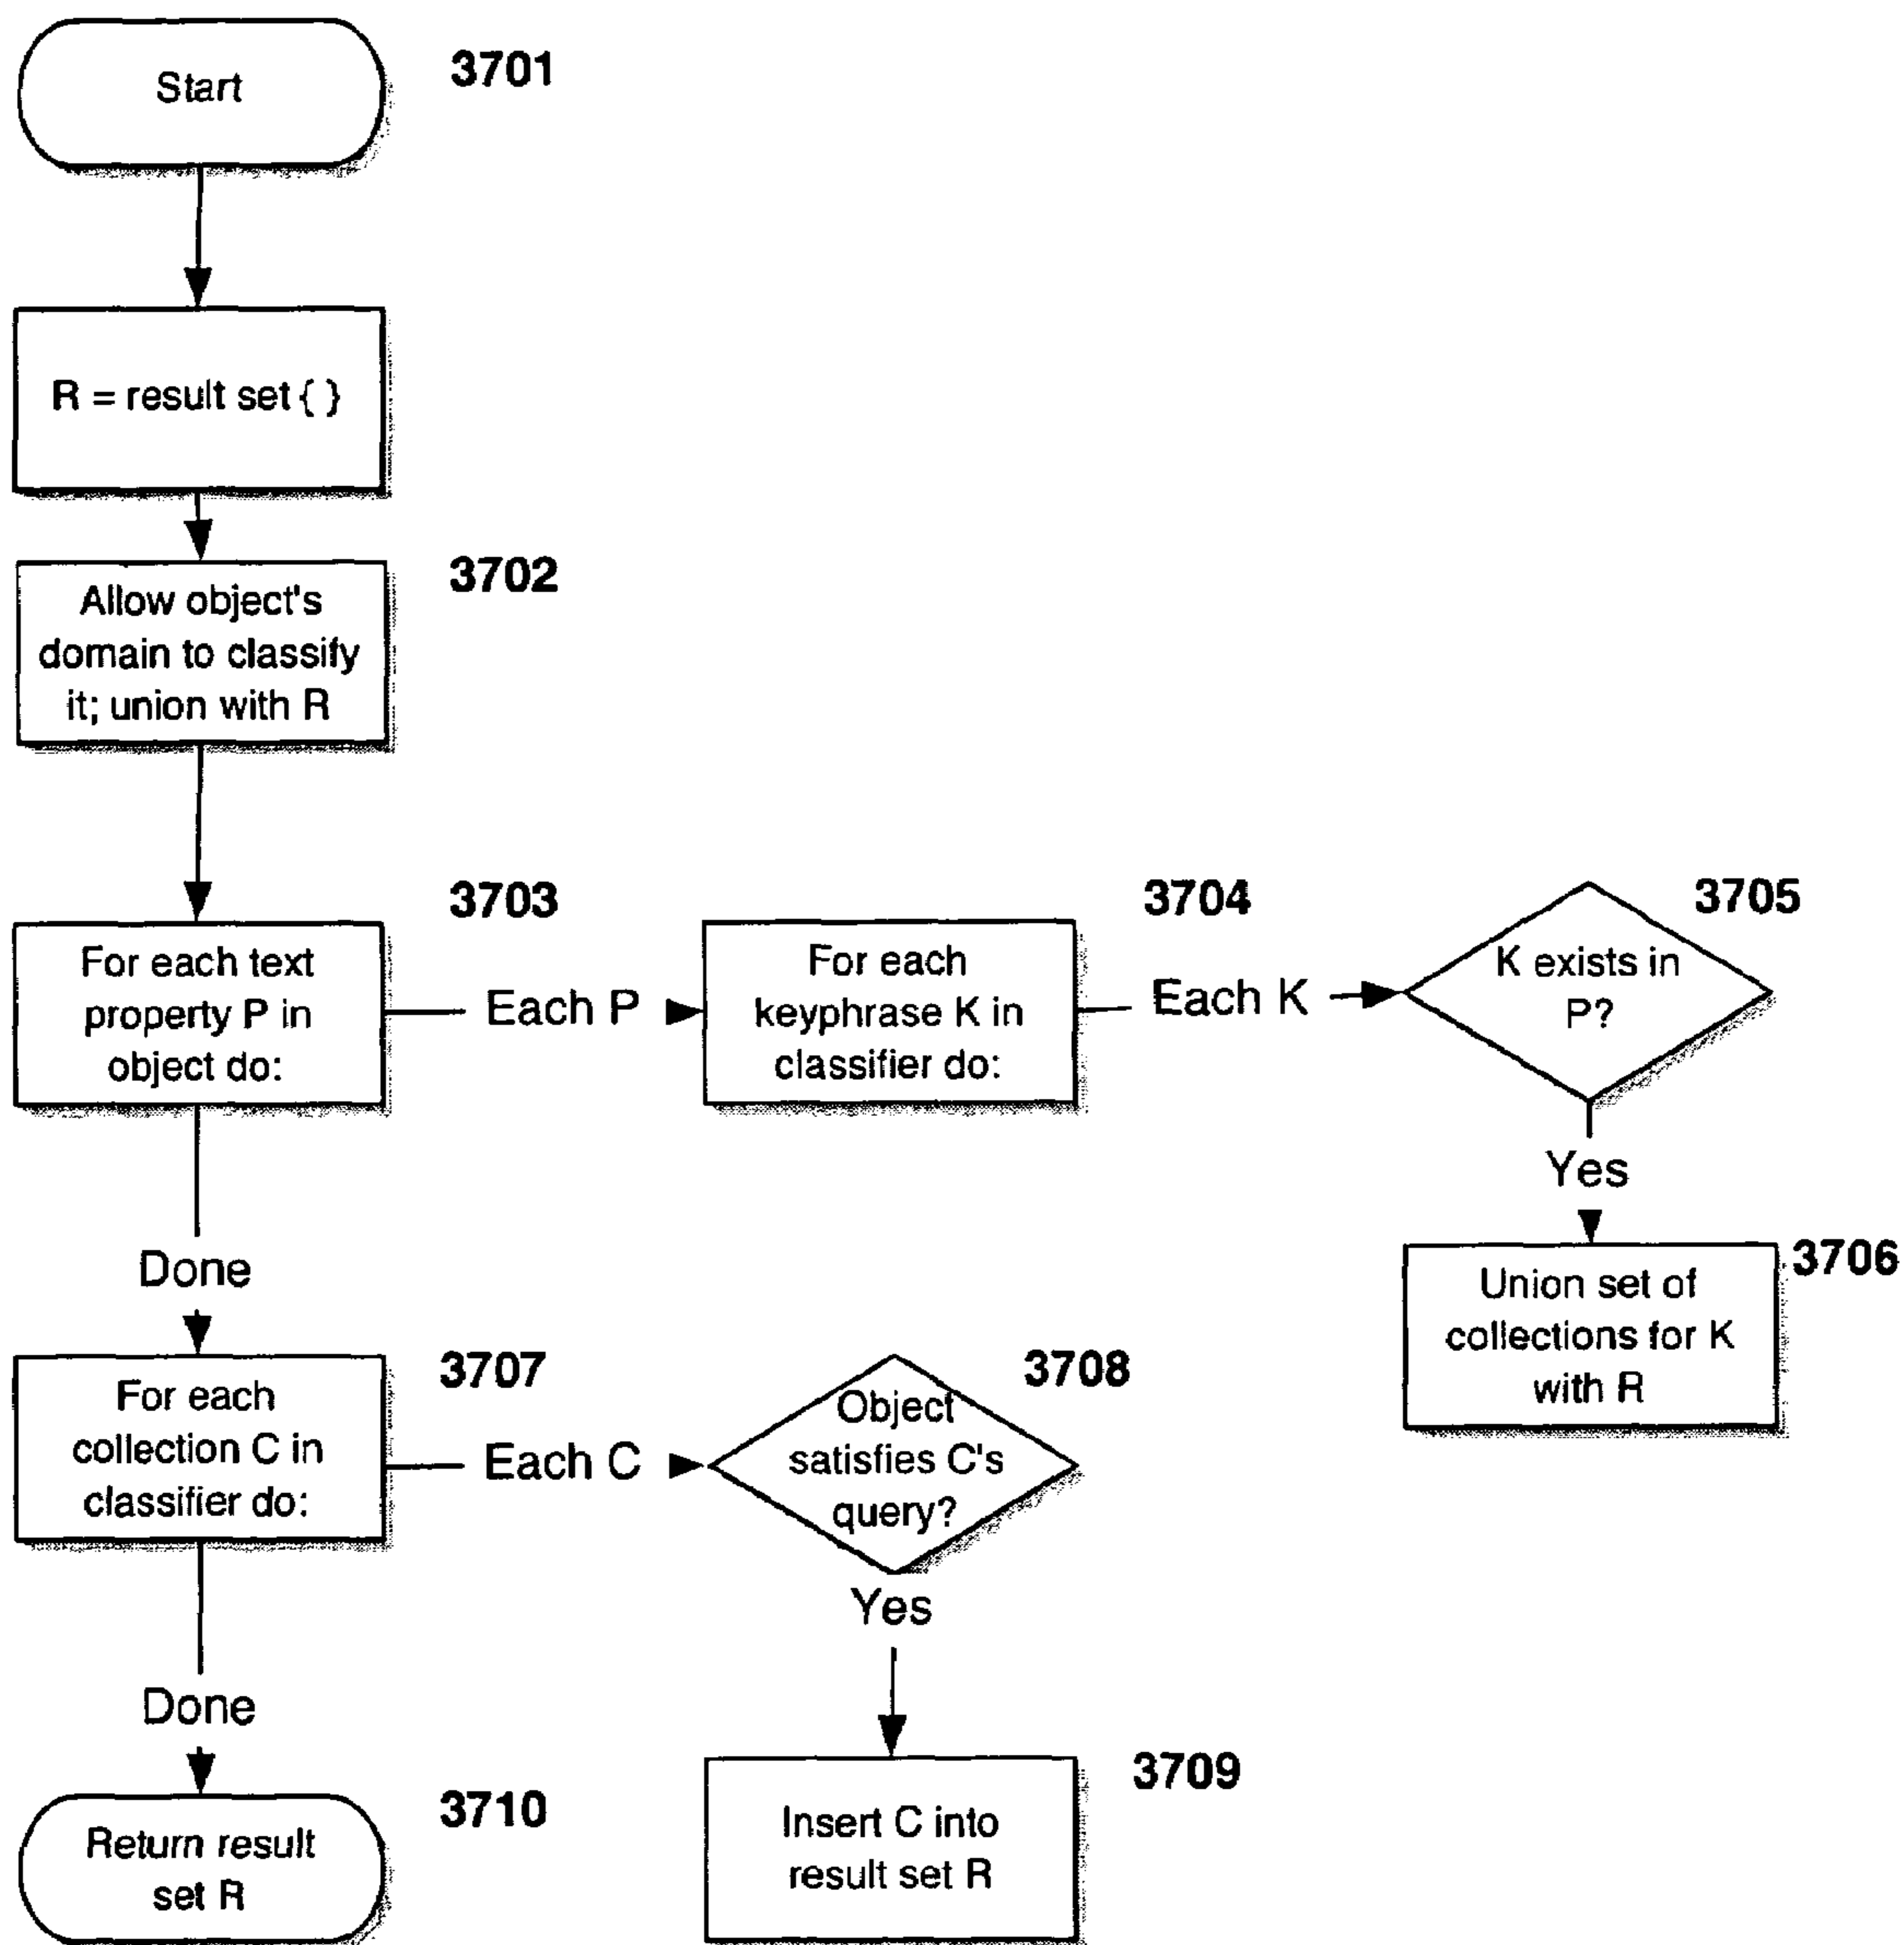 Start
3701
R = result set { }
3702
Allow object's
domain to classify
it; union with R
3703
For each text
property P in
object do:
Each P
3704
For each
keyphrase K in
classifier do:
Each K
3705
K exists in
P?
Yes
3706
Union set of
collections for K
with R
Done
3707
For each
collection C in
classifier do:
Each C
3708
Object
satisfies C's
query?
Yes
3709
Insert C into
result set R
Done
3710
Return result
set R